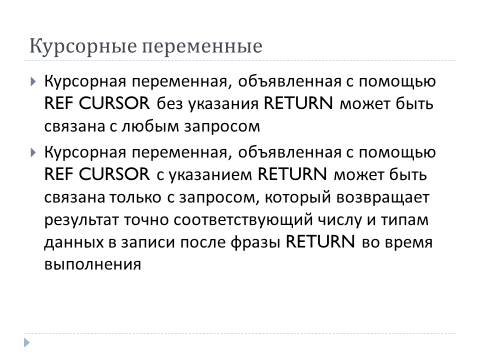 Курсорные переменные
Курсорная переменная, объявленная с помощью
REF CURSOR без указания RETURN может быть
связана с любым запросом
Курсорная переменная, объявленная с помощью
REF CURSOR с указанием RETURN может быть
связана только с запросом, который возвращает
результат точно соответствующий числу и типам
данных в записи после фразы RETURN во время
выполнения